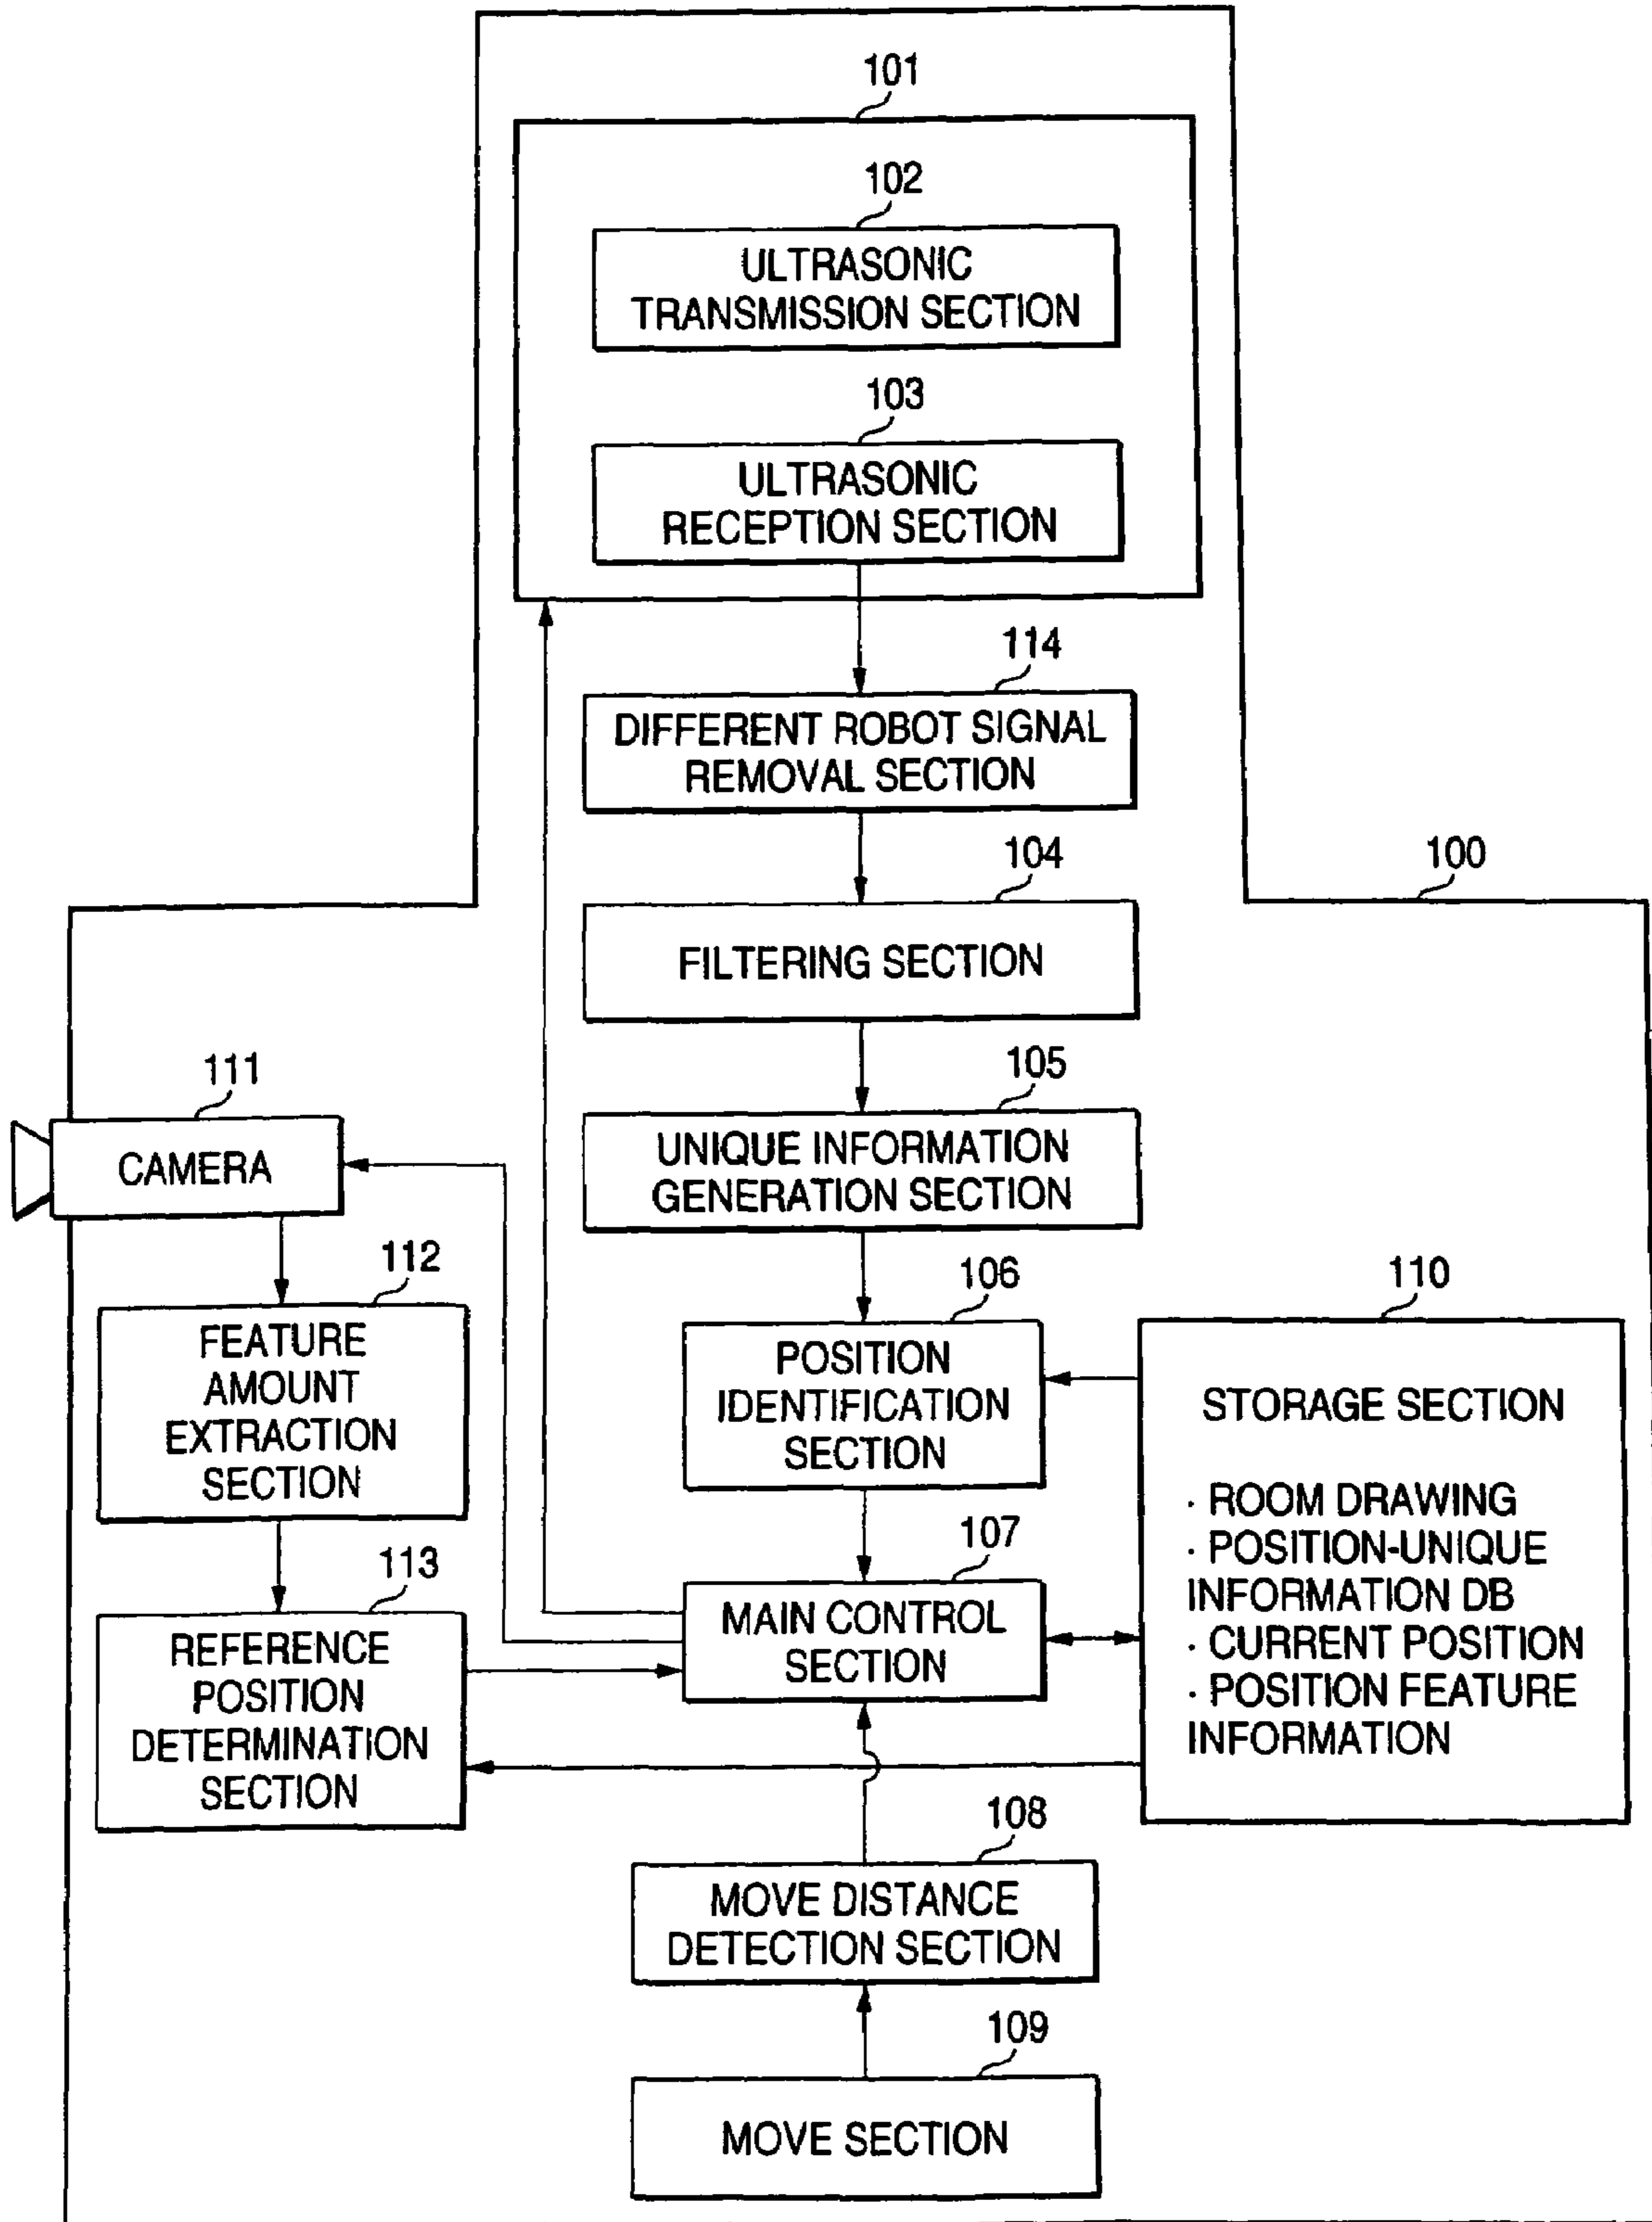 101
102
ULTRASONIC
TRANSMISSION SECTION
103
ULTRASONIC
RECEPTION SECTION
114
DIFFERENT ROBOT SIGNAL
REMOVAL SECTION
104
100
FILTERING SECTION
111
105
CAMERA
UNIQUE INFORMATION
GENERATION SECTION
112
106
110
FEATURE
AMOUNT
EXTRACTION
SECTION
POSITION
IDENTIFICATION
SECTION
STORAGE SECTION
· ROOM DRAWING
· POSITION-UNIQUE
INFORMATION DB
· CURRENT POSITION
· POSITION FEATURE
INFORMATION
113
107
REFERENCE
POSITION
DETERMINATION
SECTION
MAIN CONTROL
SECTION
108
MOVE DISTANCE
DETECTION SECTION
109
MOVE SECTION